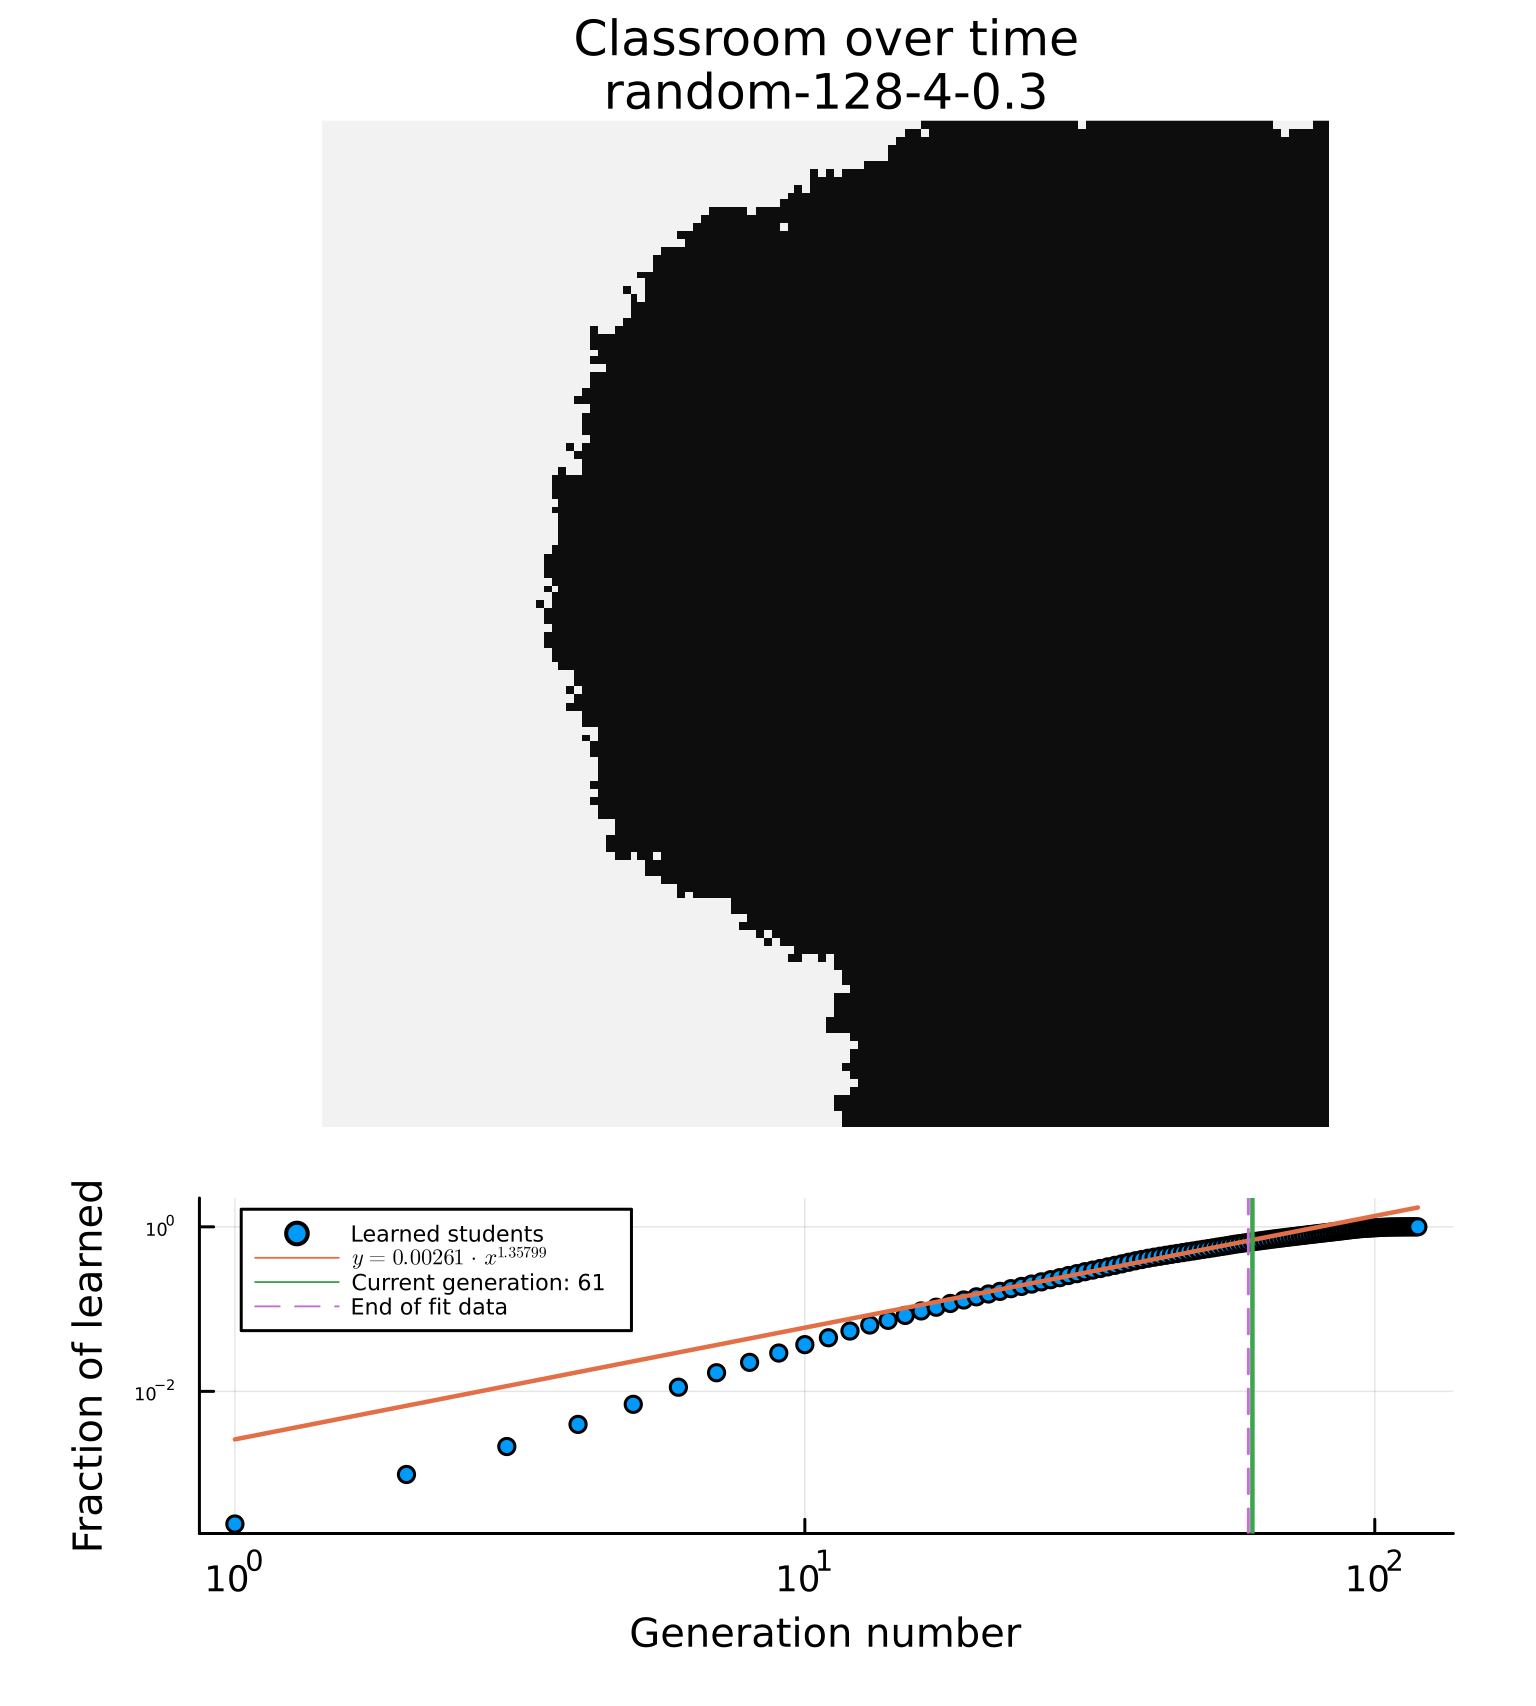 Classroom over time
random-128-4-0.3
Fraction of learned
10⁰
10⁻²
Learned students
y = 0.00261 · x^1.35799
Current generation: 61
End of fit data
10⁰ 10¹ 10²
Generation number